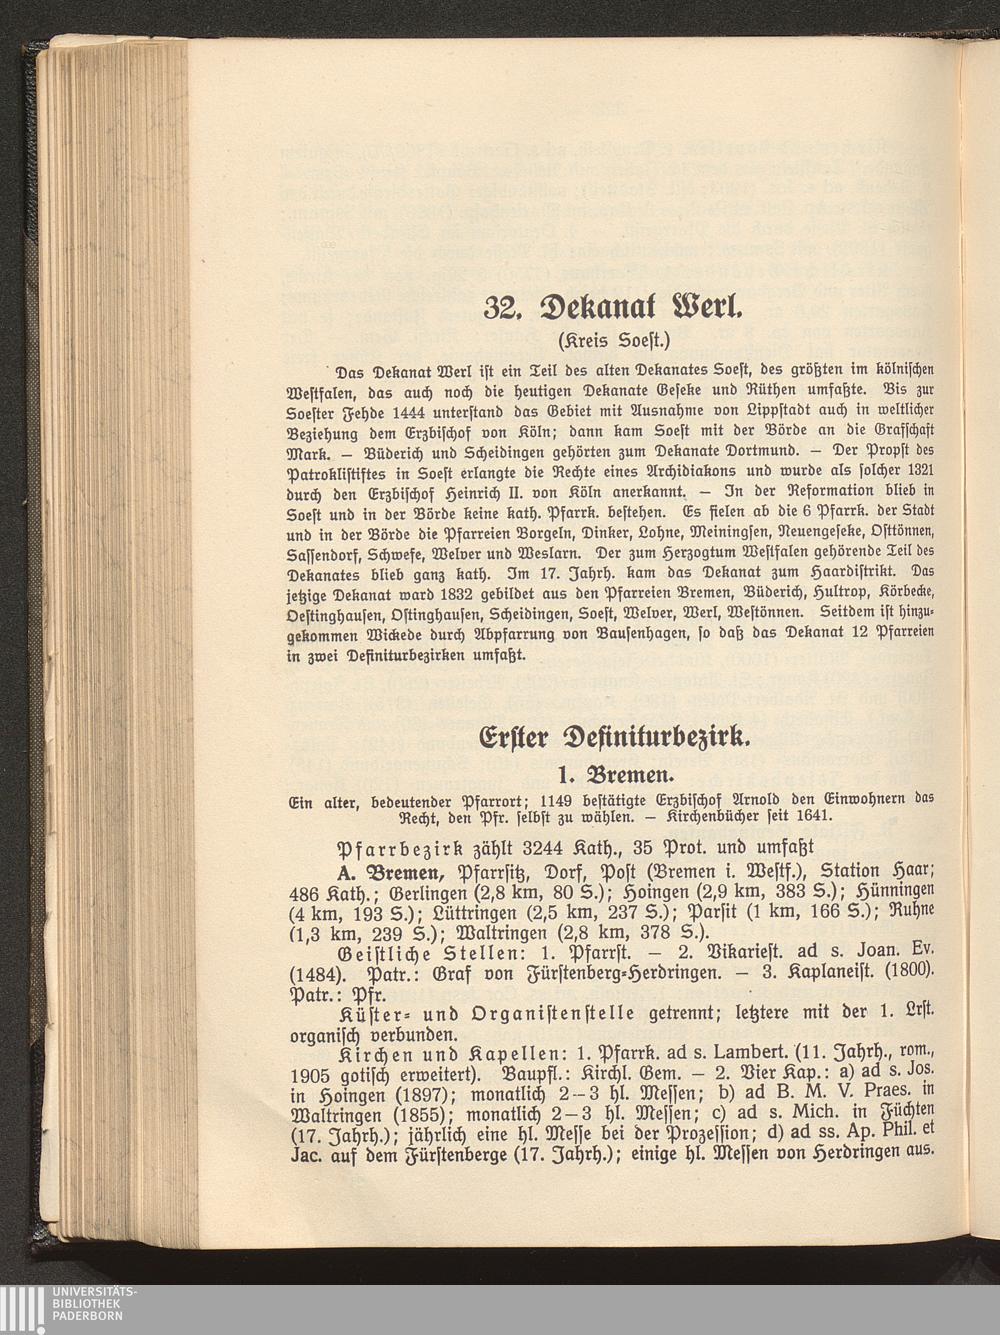 32. Dekanat Werl.
(Kreis Soest.)
Das Dekanat Werl ist ein Teil des alten Dekanates Soest, des größten im kölnischen
Westfalen, das auch noch die heutigen Dekanate Geseke und Rüthen umfaßte. Bis zur
Soester Fehde 1444 unterstand das Gebiet mit Ausnahme von Lippstadt auch in weltlicher
Beziehung dem Erzbischof von Köln; dann kam Soest mit der Börde an die Grafschaft
Mark. — Büderich und Scheidingen gehörten zum Dekanate Dortmund. — Der Propst des
Patroklistiftes in Soest erlangte die Rechte eines Archidiakons und wurde als solcher 1321
durch den Erzbischof Heinrich II. von Köln anerkannt. — In der Reformation blieb in
Soest und in der Börde keine kath. Pfarrk. bestehen. Es fielen ab die 6 Pfarrk. der Stadt
und in der Börde die Pfarreien Borgeln, Dinker, Lohne, Meiningsen, Neuengeseke, Osttönnen,
Sassendorf, Schwefe, Welver und Weslarn. Der zum Herzogtum Westfalen gehörende Teil des
Dekanates blieb ganz kath. Im 17. Jahrh. kam das Dekanat zum Haardistrikt. Das
jetzige Dekanat ward 1832 gebildet aus den Pfarreien Bremen, Büderich, Hultrop, Körbecke,
Oestinghausen, Ostinghausen, Scheidingen, Soest, Welver, Werl, Westönnen. Seitdem ist hinzu-
gekommen Wickede durch Abpfarrung von Bausenhagen, so daß das Dekanat 12 Pfarreien
in zwei Definiturbezirken umfaßt.
Erster Definiturbezirk.
1. Bremen.
Ein alter, bedeutender Pfarrort; 1149 bestätigte Erzbischof Arnold den Einwohnern das
Recht, den Pfr. selbst zu wählen. — Kirchenbücher seit 1641.
Pfarrbezirk zählt 3244 Kath., 35 Prot. und umfaßt
A. Bremen, Pfarrsitz, Dorf, Post (Bremen i. Westf.), Station Haar;
486 Kath.; Gerlingen (2,8 km, 80 S.); Hoingen (2,9 km, 383 S.); Hünningen
(4 km, 193 S.); Lüttringen (2,5 km, 237 S.); Parsit (1 km, 166 S.); Ruhne
(1,3 km, 239 S.); Waltringen (2,8 km, 378 S.).
Geistliche Stellen: 1. Pfarrst. — 2. Vikariest. ad s. Joan. Ev.
(1484). Patr.: Graf von Fürstenberg-Herdringen. — 3. Kaplaneist. (1800).
Patr.: Pfr.
Küster- und Organistenstelle getrennt; letztere mit der 1. Lrst.
organisch verbunden.
Kirchen und Kapellen: 1. Pfarrk. ad s. Lambert. (11. Jahrh., rom.,
1905 gotisch erweitert). Baupfl.: Kirchl. Gem. — 2. Vier Kap.: a) ad s. Jos.
in Hoingen (1897); monatlich 2—3 hl. Messen; b) ad B. M. V. Praes. in
Waltringen (1855); monatlich 2—3 hl. Messen; c) ad s. Mich. in Füchten
(17. Jahrh.); jährlich eine hl. Messe bei der Prozession; d) ad ss. Ap. Phil. et
Jac. auf dem Fürstenberge (17. Jahrh.); einige hl. Messen von Herdringen aus.
UNIVERSITÄTS-
BIBLIOTHEK
PADERBORN